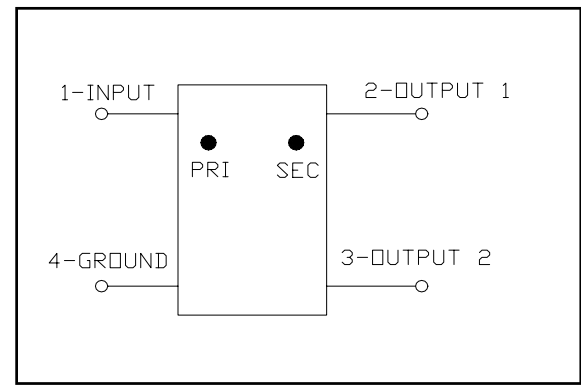 1-INPUT
2-OUTPUT 1
PRI
SEC
4-GROUND
3-OUTPUT 2